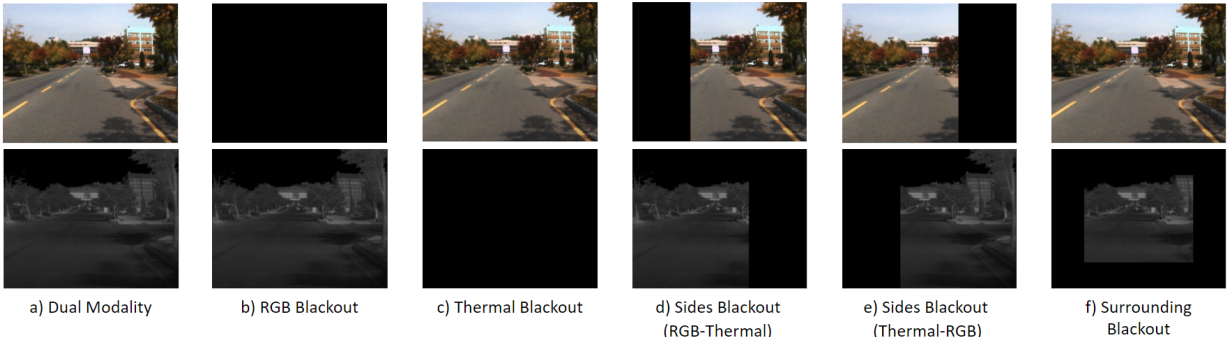 a) Dual Modality
b) RGB Blackout
c) Thermal Blackout
d) Sides Blackout
(RGB-Thermal)
e) Sides Blackout
(Thermal-RGB)
f) Surrounding
Blackout